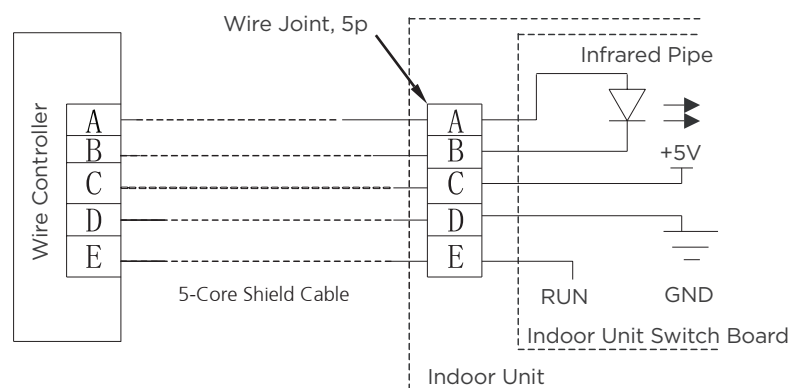 Wire Joint, 5p
Infrared Pipe
Wire Controller
A
B
C
D
E
A
B
C
D
E
+5V
5-Core Shield Cable
RUN
GND
Indoor Unit Switch Board
Indoor Unit